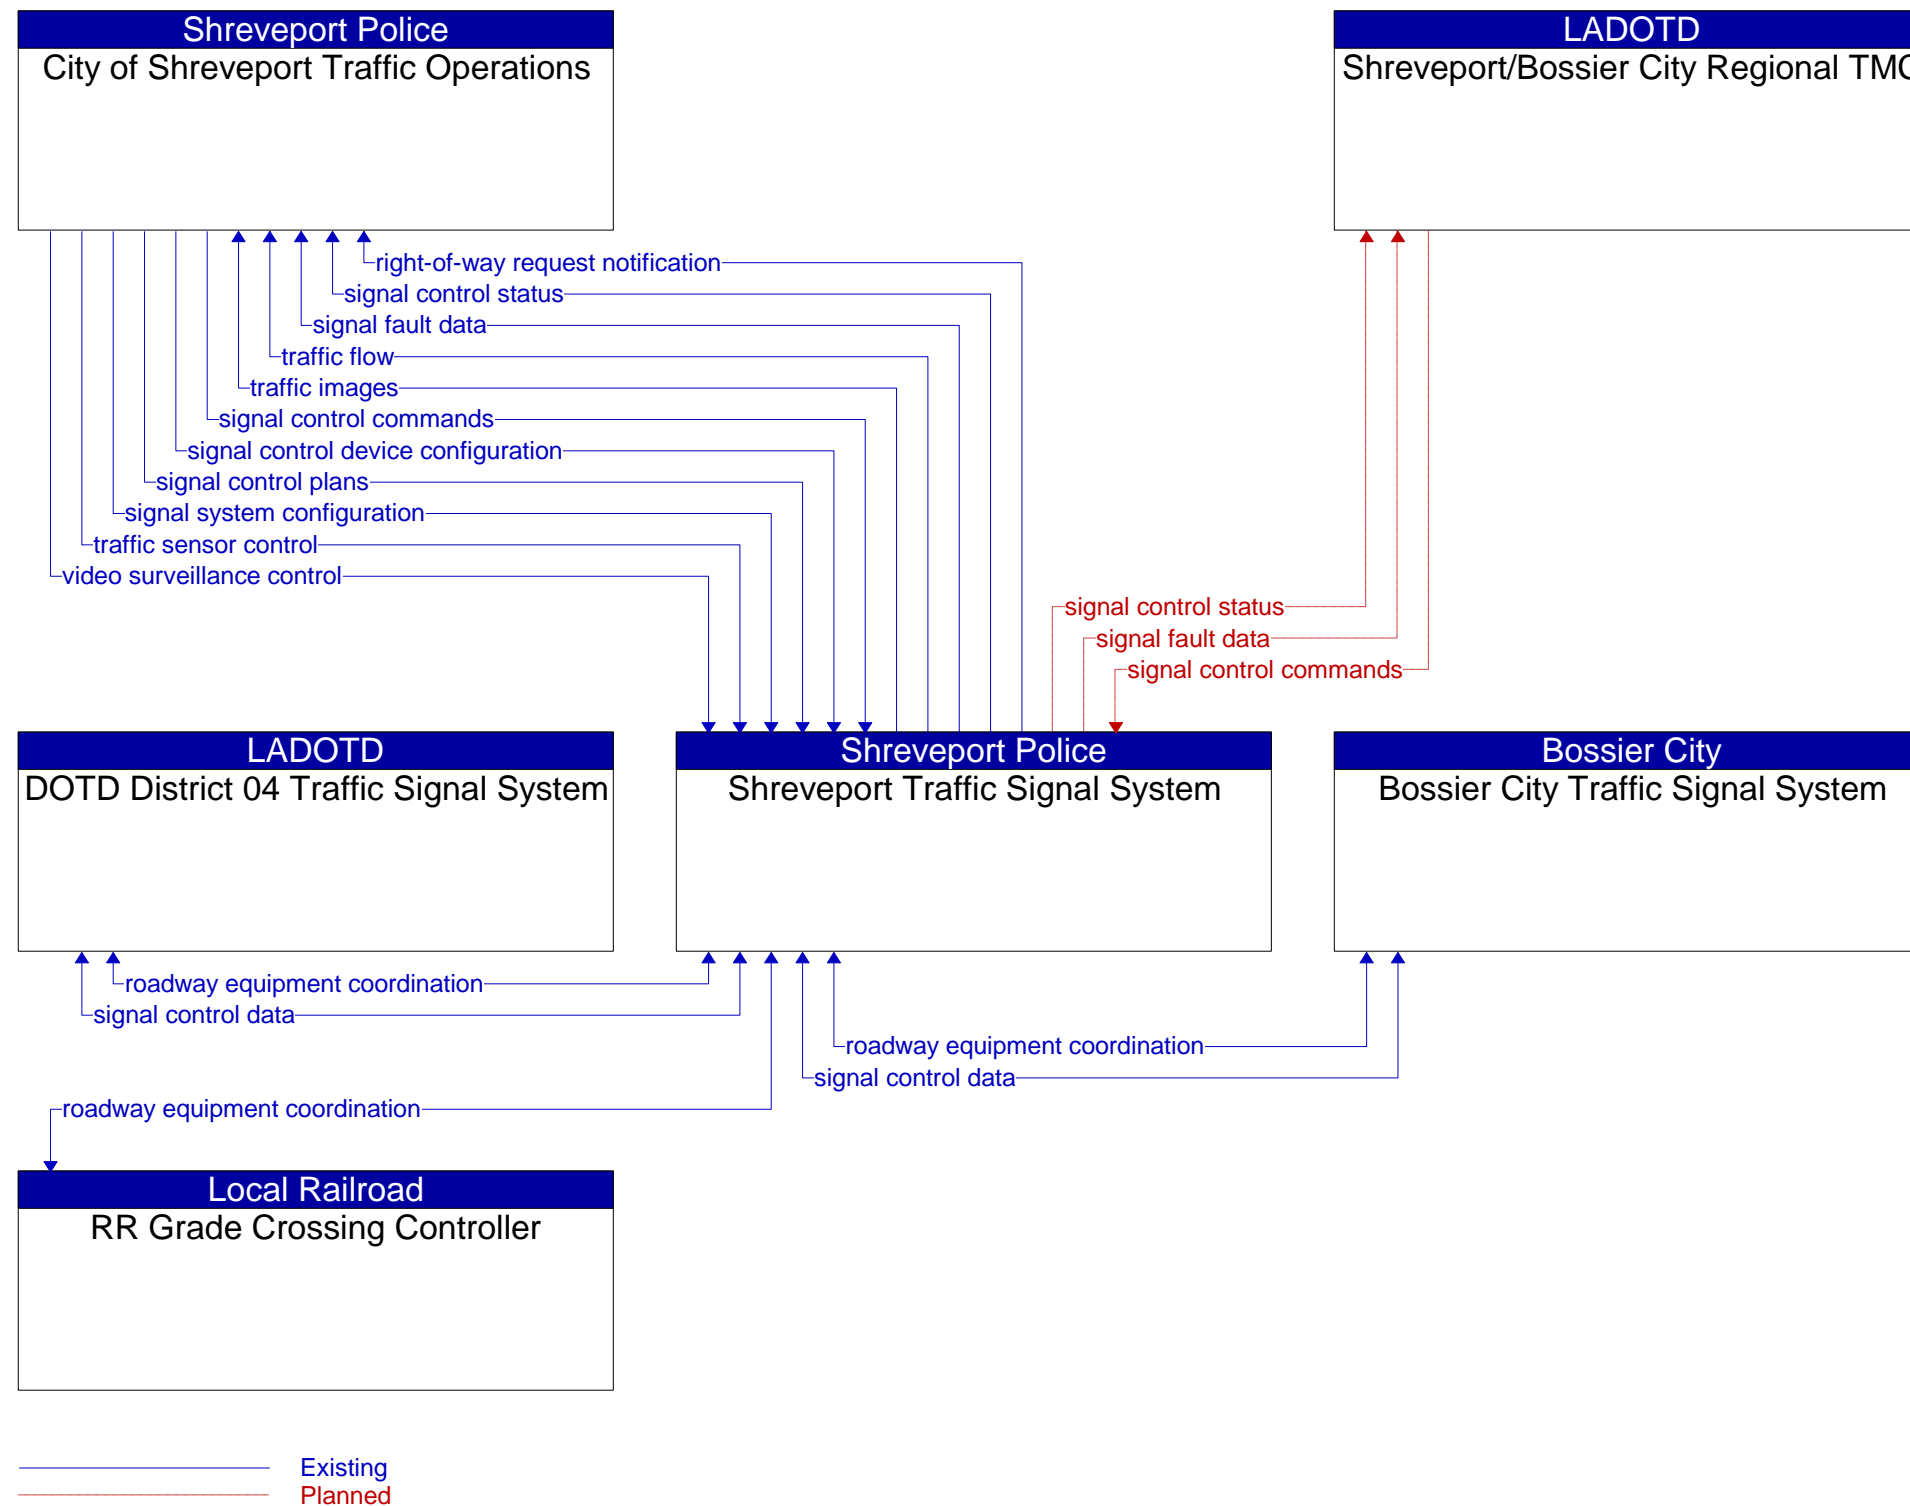 Shreveport Police
City of Shreveport Traffic Operations
LADOTD
Shreveport/Bossier City Regional TMC
right-of-way request notification
signal control status
signal fault data
traffic flow
traffic images
signal control commands
signal control device configuration
signal control plans
signal system configuration
traffic sensor control
video surveillance control
signal control status
signal fault data
signal control commands
LADOTD
DOTD District 04 Traffic Signal System
Shreveport Police
Shreveport Traffic Signal System
Bossier City
Bossier City Traffic Signal System
roadway equipment coordination
signal control data
roadway equipment coordination
signal control data
roadway equipment coordination
Local Railroad
RR Grade Crossing Controller
Existing
Planned